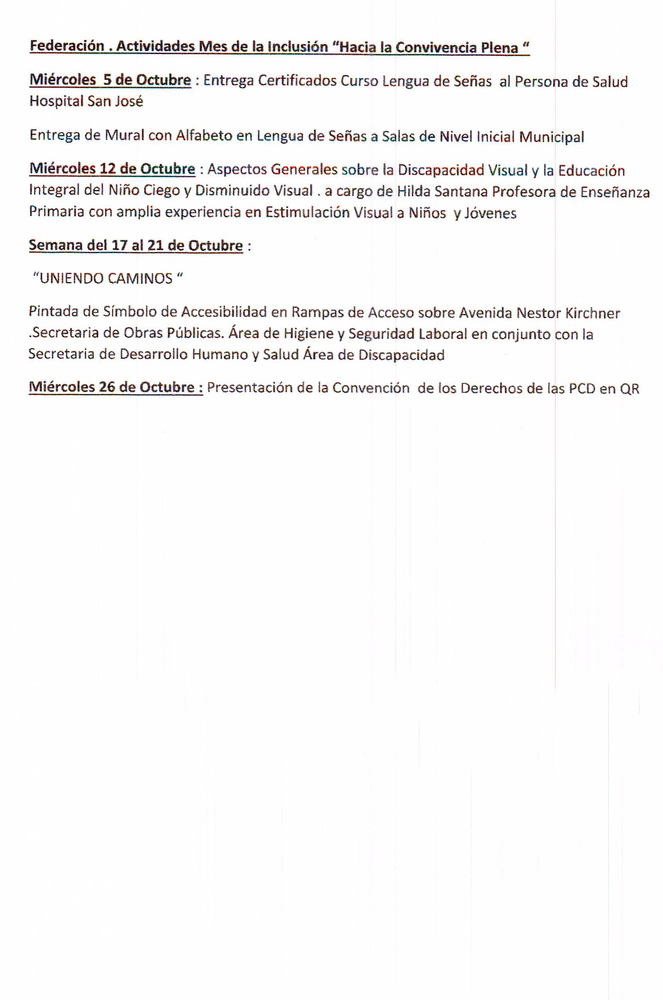 Federación . Actividades Mes de la Inclusión “Hacia la Convivencia Plena “
Miércoles  5 de Octubre : Entrega Certificados Curso Lengua de Señas  al Persona de Salud
Hospital San José
Entrega de Mural con Alfabeto en Lengua de Señas a Salas de Nivel Inicial Municipal
Miércoles 12 de Octubre : Aspectos Generales sobre la Discapacidad Visual y la Educación
Integral del Niño Ciego y Disminuido Visual . a cargo de Hilda Santana Profesora de Enseñanza
Primaria con amplia experiencia en Estimulación Visual a Niños  y Jóvenes
Semana del 17 al 21 de Octubre :
“UNIENDO CAMINOS “
Pintada de Símbolo de Accesibilidad en Rampas de Acceso sobre Avenida Nestor Kirchner
.Secretaria de Obras Públicas. Área de Higiene y Seguridad Laboral en conjunto con la
Secretaria de Desarrollo Humano y Salud Área de Discapacidad
Miércoles 26 de Octubre : Presentación de la Convención  de los Derechos de las PCD en QR